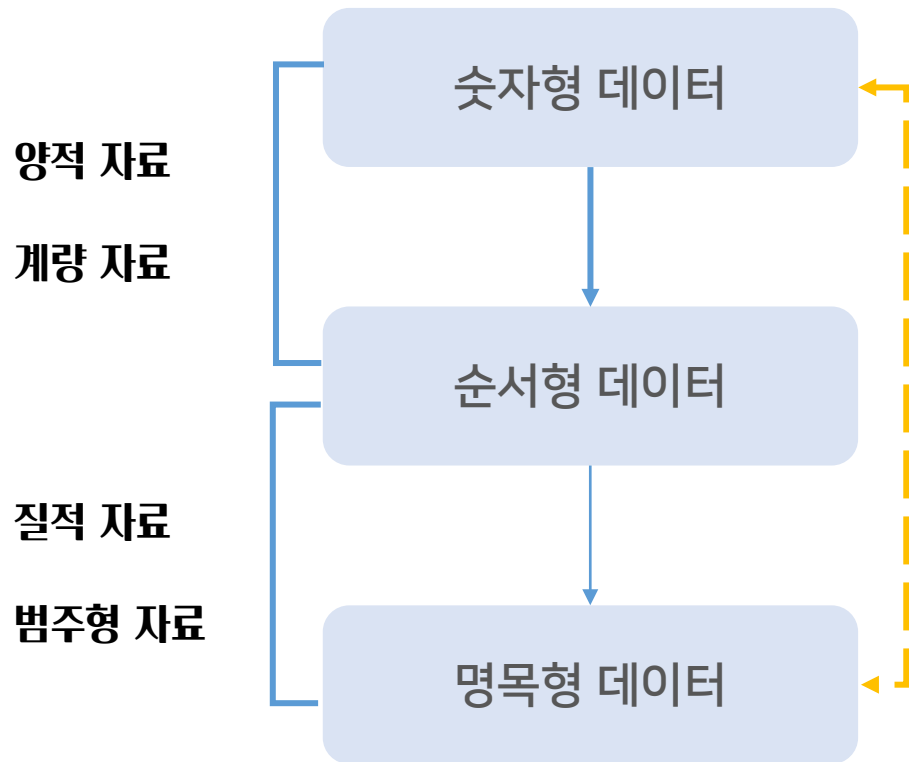 숫자형 데이터
양적 자료
계량 자료
순서형 데이터
질적 자료
범주형 자료
명목형 데이터